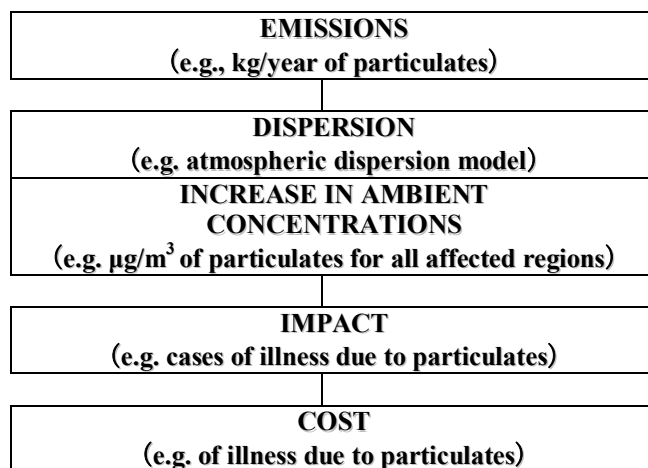 EMISSIONS
(e.g., kg/year of particulates)
DISPERSION
(e.g. atmospheric dispersion model)
INCREASE IN AMBIENT
CONCENTRATIONS
(e.g. μg/m³ of particulates for all affected regions)
IMPACT
(e.g. cases of illness due to particulates)
COST
(e.g. of illness due to particulates)